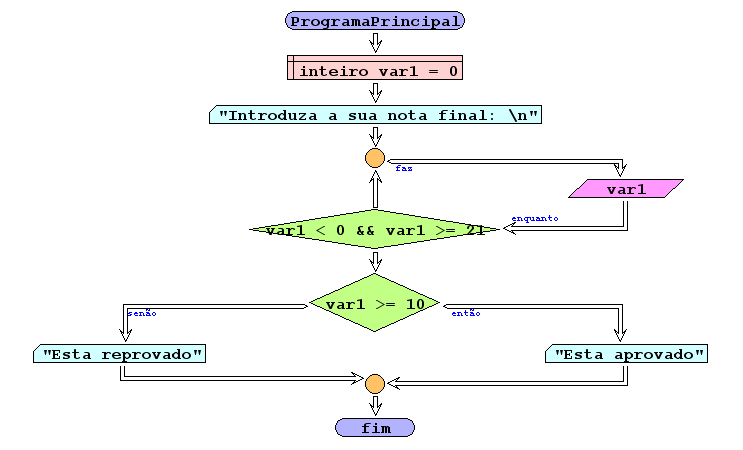 ProgramaPrincipal
inteiro var1 = 0
"Introduza a sua nota final: \n"
faz
var1
enquanto
var1 < 0 && var1 >= 21
var1 >= 10
senão
então
"Esta reprovado"
"Esta aprovado"
fim